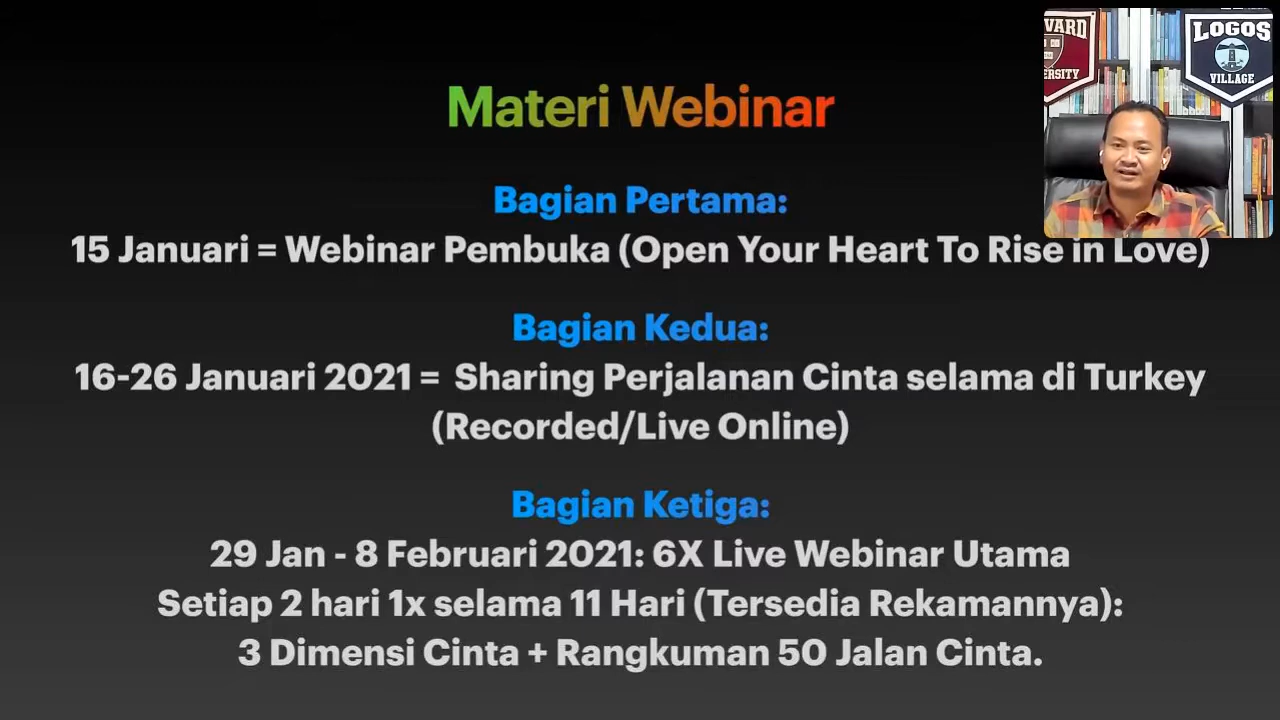 Materi Webinar
Bagian Pertama:
15 Januari = Webinar Pembuka (Open Your Heart To Rise in Love)
Bagian Kedua:
16-26 Januari 2021 = Sharing Perjalanan Cinta selama di Turkey
(Recorded/Live Online)
Bagian Ketiga:
29 Jan - 8 Februari 2021: 6X Live Webinar Utama
Setiap 2 hari 1x selama 11 Hari (Tersedia Rekamannya):
3 Dimensi Cinta + Rangkuman 50 Jalan Cinta.
VARD
ERSITY
LOGOS
VILLAGE